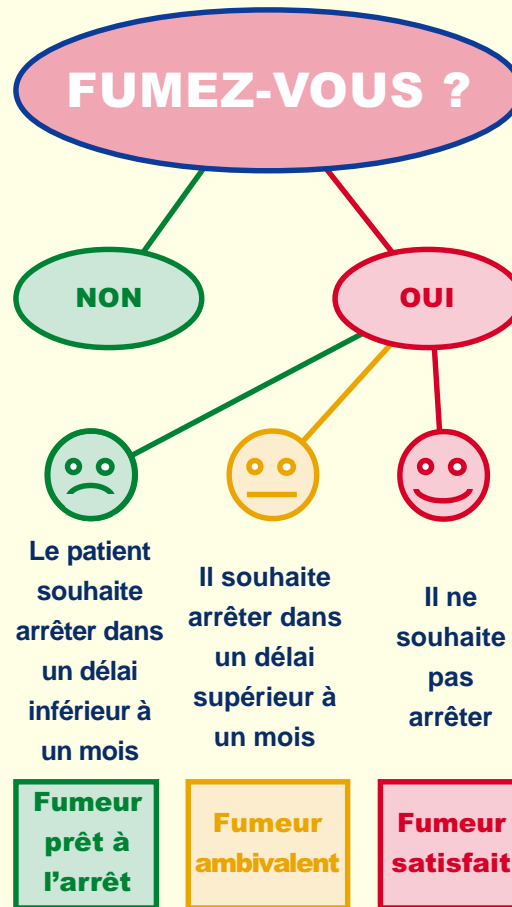 FUMEZ-VOUS ?
NON
OUI
Le patient
souhaite
arrêter dans
un délai
inférieur à
un mois
Il souhaite
arrêter dans
un délai
supérieur à
un mois
Il ne
souhaite
pas
arrêter
Fumeur
prêt à
l’arrêt
Fumeur
ambivalent
Fumeur
satisfait